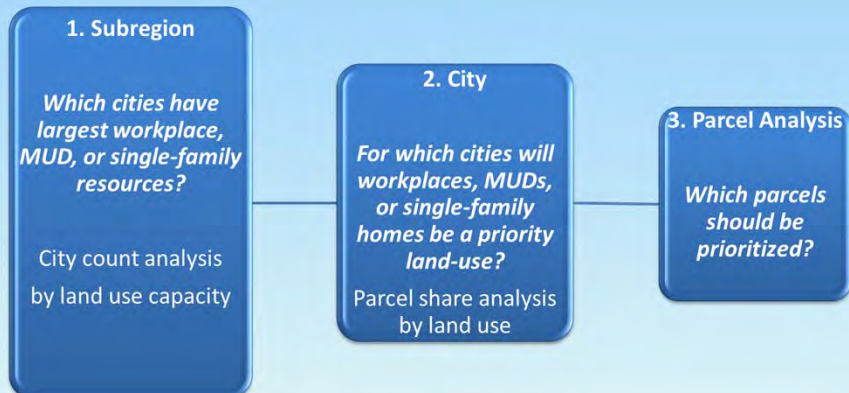 1. Subregion
Which cities have
largest workplace,
MUD, or single-family
resources?
City count analysis
by land use capacity
2. City
For which cities will
workplaces, MUDs,
or single-family
homes be a priority
land-use?
Parcel share analysis
by land use
3. Parcel Analysis
Which parcels
should be
prioritized?